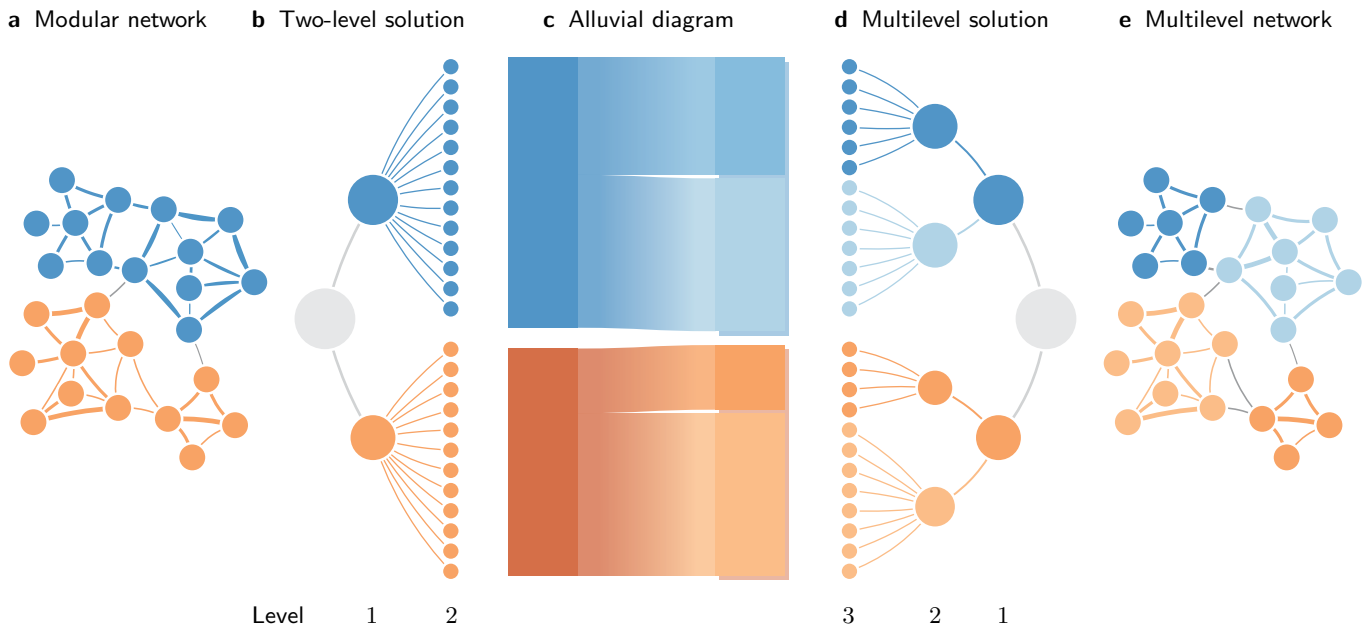 a Modular network
b Two-level solution
c Alluvial diagram
d Multilevel solution
e Multilevel network
Level 1 2
3 2 1